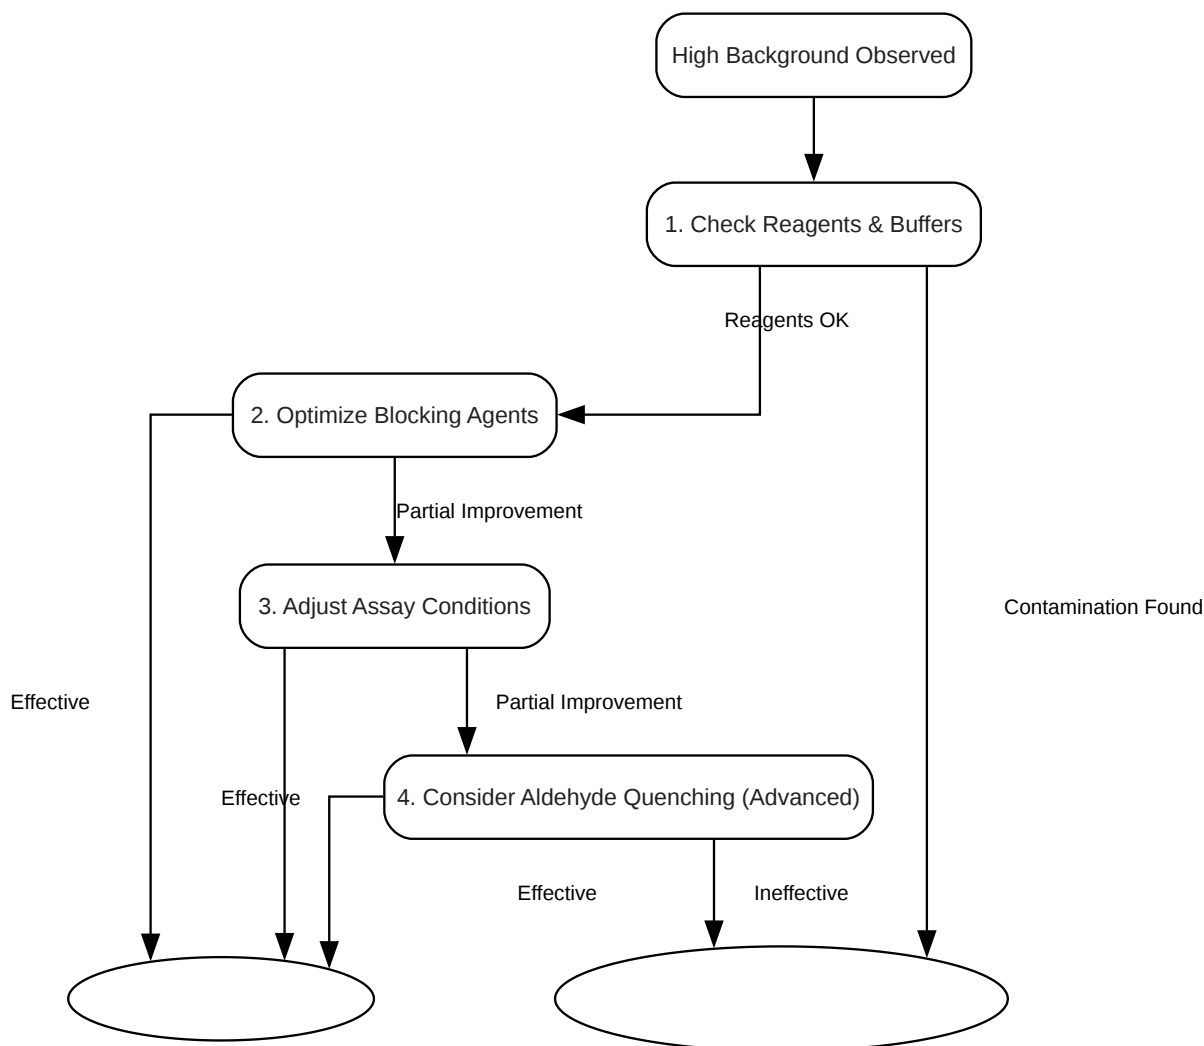 High Background Observed
1. Check Reagents & Buffers
Reagents OK
2. Optimize Blocking Agents
Partial Improvement
3. Adjust Assay Conditions
Contamination Found
Effective
Partial Improvement
Effective
4. Consider Aldehyde Quenching (Advanced)
Effective
Ineffective